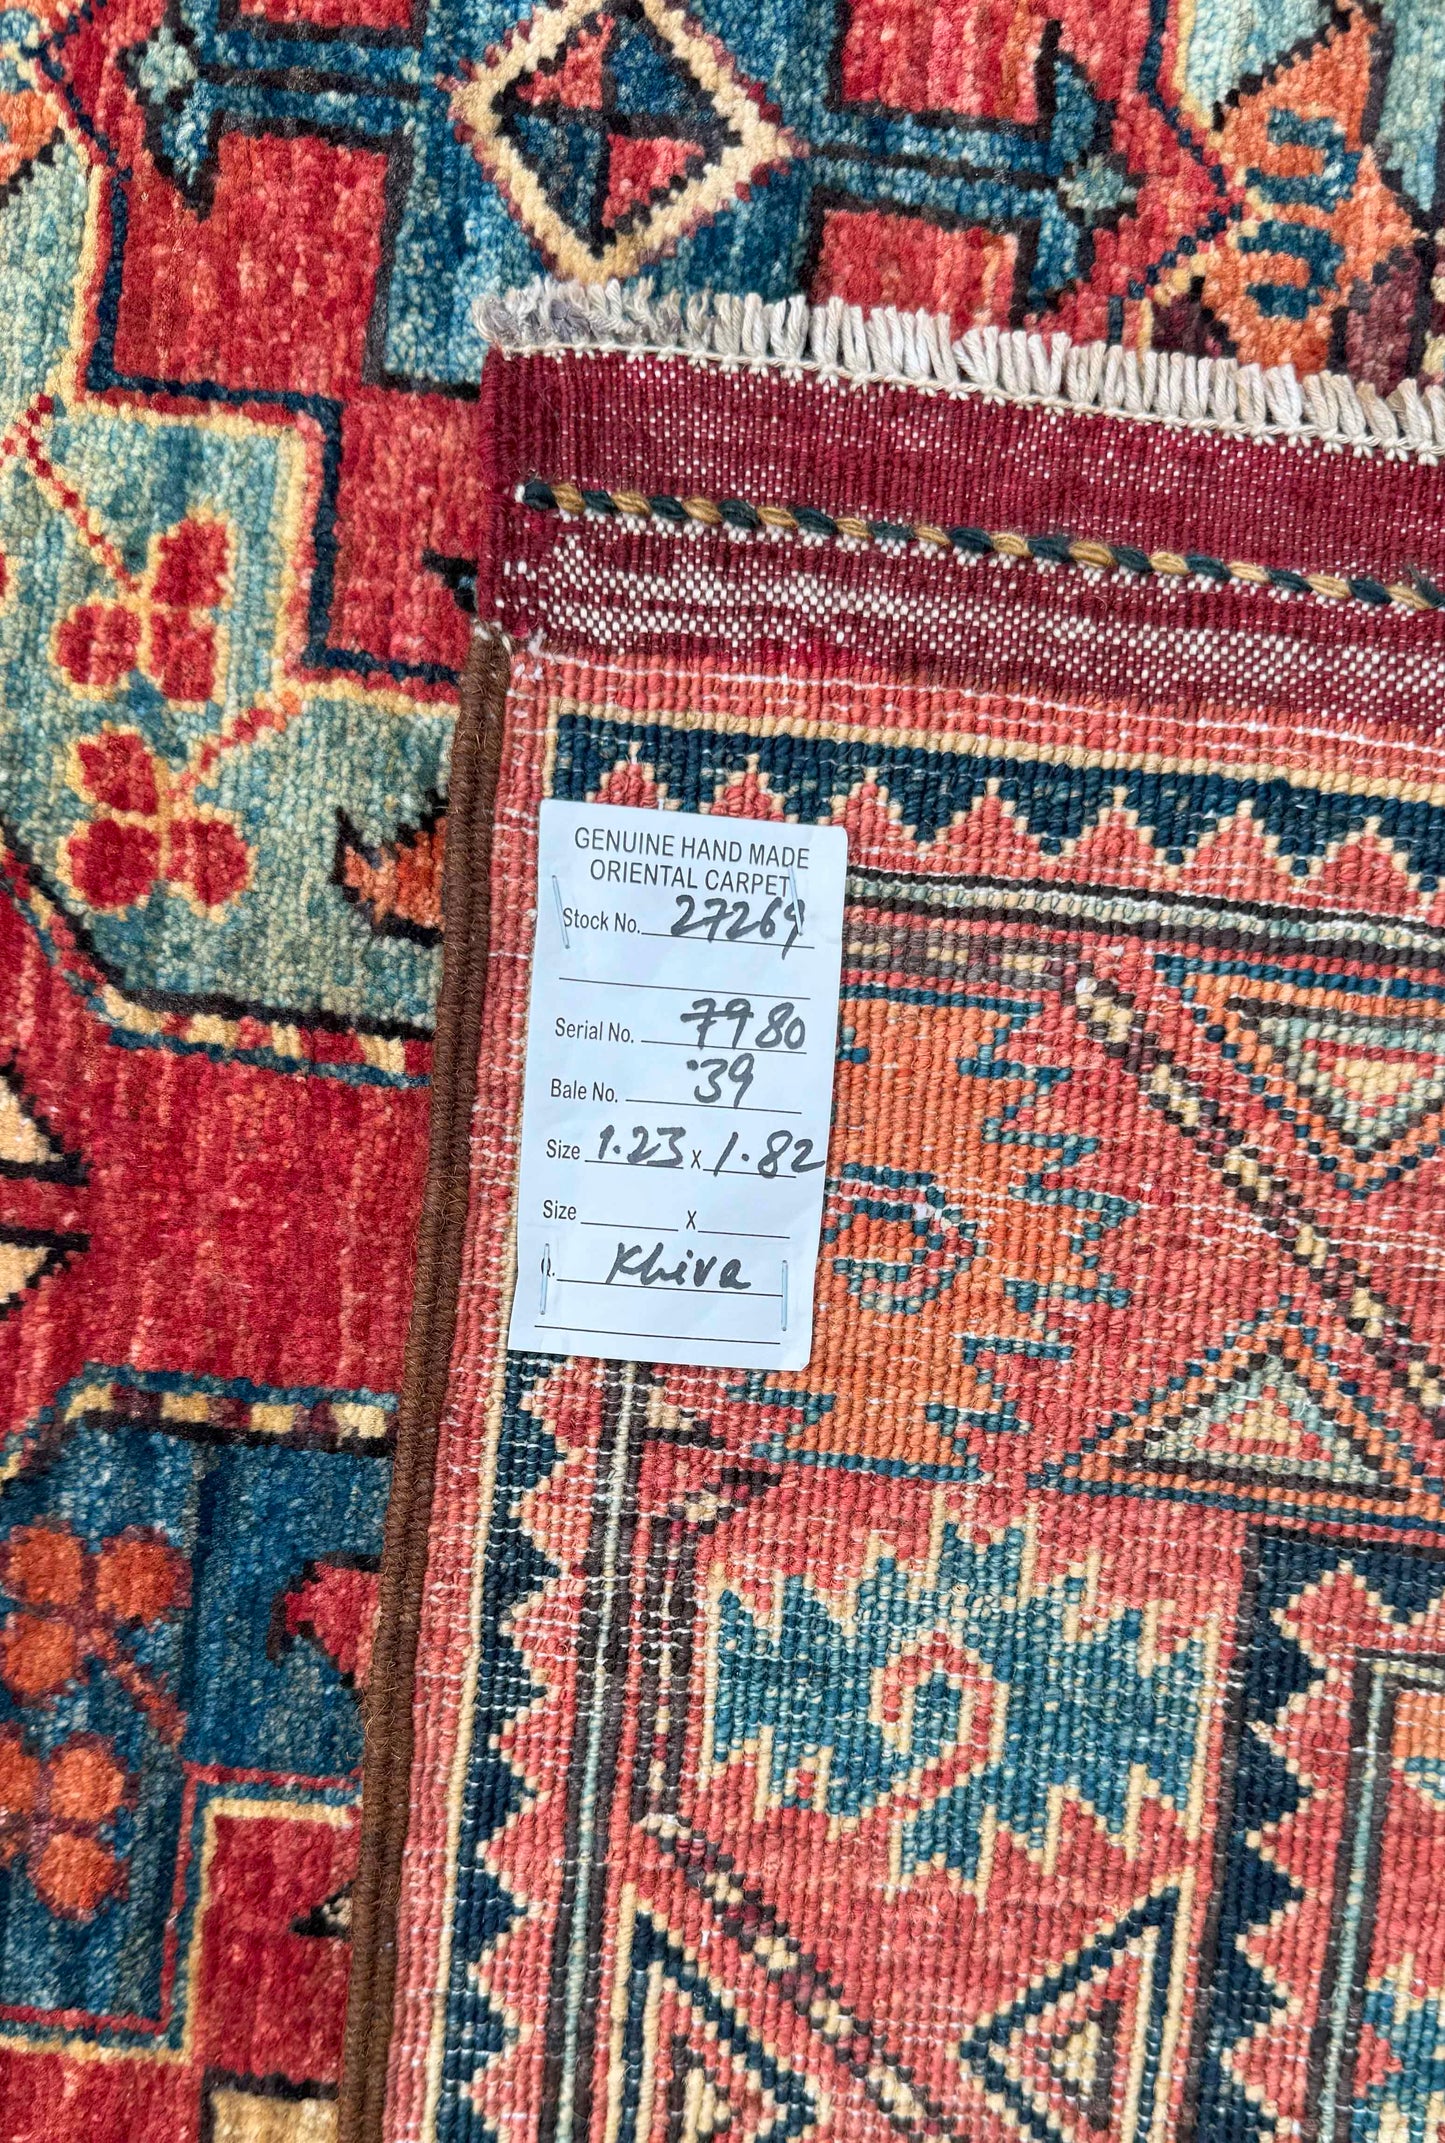 GENUINE HAND MADE
ORIENTAL CARPET
Stock No. 27269
Serial No. 7980
Bale No. 39
Size 1.23 x 1.82
Size x
Q. Khiva